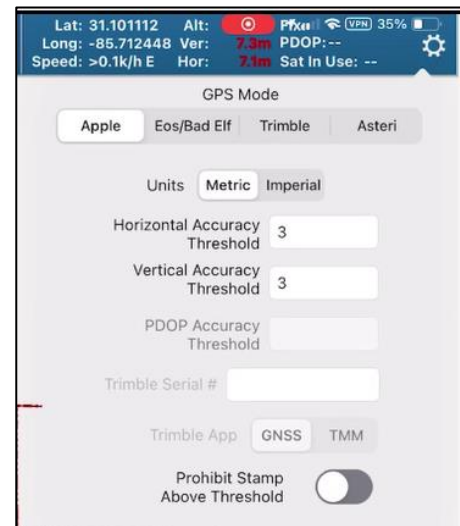 Lat: 31.101112 Alt: 35%
Long: -85.712448 Ver: 7.3m PDOP:--
Speed: >0.1k/h E Hor: 7.1m Sat In Use: --
VPN
GPS Mode
Apple Eos/Bad Elf Trimble Asteri
Units Metric Imperial
Horizontal Accuracy
Threshold 3
Vertical Accuracy
Threshold 3
PDOP Accuracy
Threshold
Trimble Serial #
Trimble App GNSS TMM
Prohibit Stamp
Above Threshold